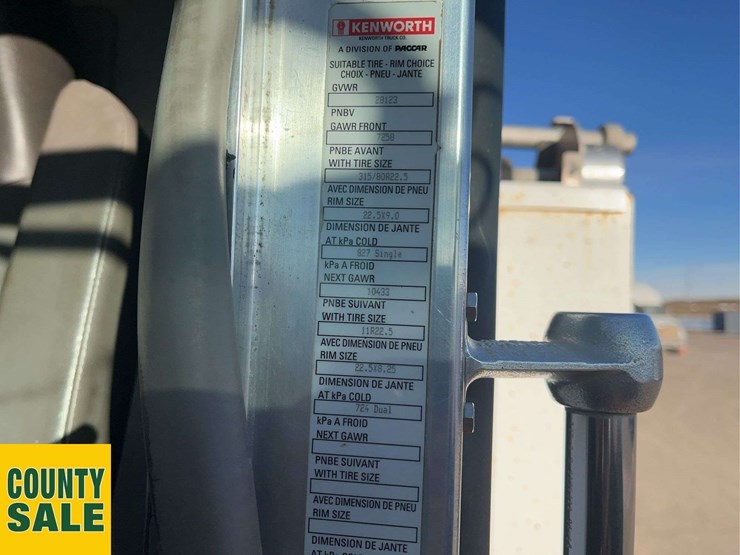 KENWORTH
KENWORTH TRUCK CO.
A DIVISION OF PACCAR
SUITABLE TIRE - RIM CHOICE
CHOIX - PNEU - JANTE
GVWR
28123
PNBV
GAWR FRONT
7258
PNBE AVANT
WITH TIRE SIZE
315/80R22.5
AVEC DIMENSION DE PNEU
RIM SIZE
22.5X9.0
DIMENSION DE JANTE
AT kPa COLD
827 Single
kPa A FROID
NEXT GAWR
10433
PNBE SUIVANT
WITH TIRE SIZE
11R22.5
AVEC DIMENSION DE PNEU
RIM SIZE
22.5X8.25
DIMENSION DE JANTE
AT kPa COLD
724 Dual
kPa A FROID
NEXT GAWR
PNBE SUIVANT
WITH TIRE SIZE
AVEC DIMENSION DE PNEU
RIM SIZE
DIMENSION DE JANTE
AT kPa COLD
COUNTY
SALE